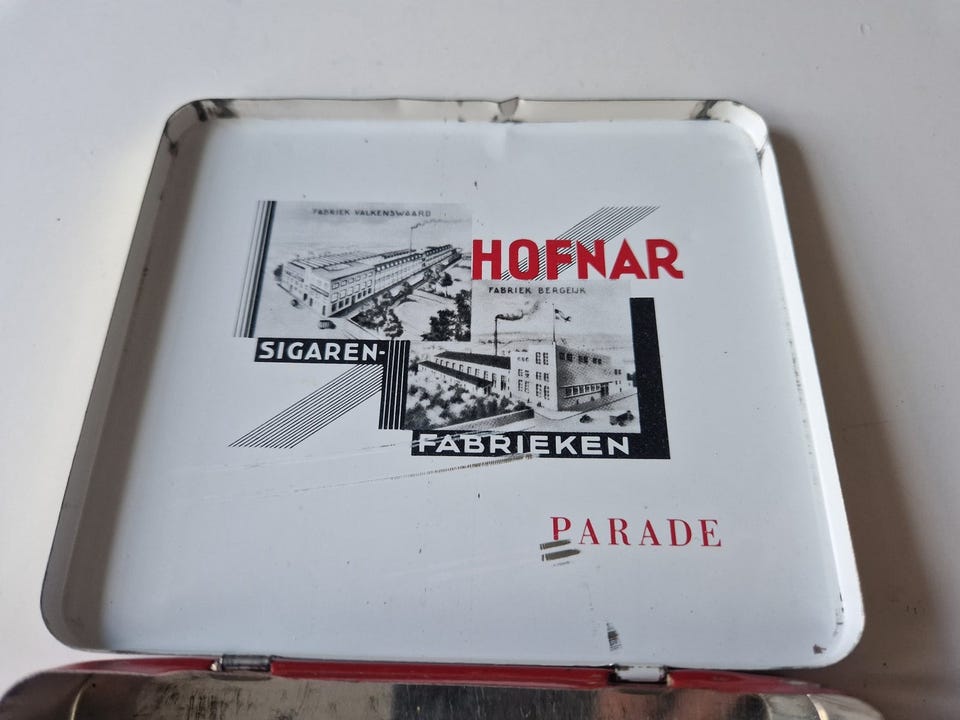 FABRIEK VALKENSWAARD
HOFNAR
FABRIEK BERGEIJK
SIGAREN-
FABRIEKEN
PARADE